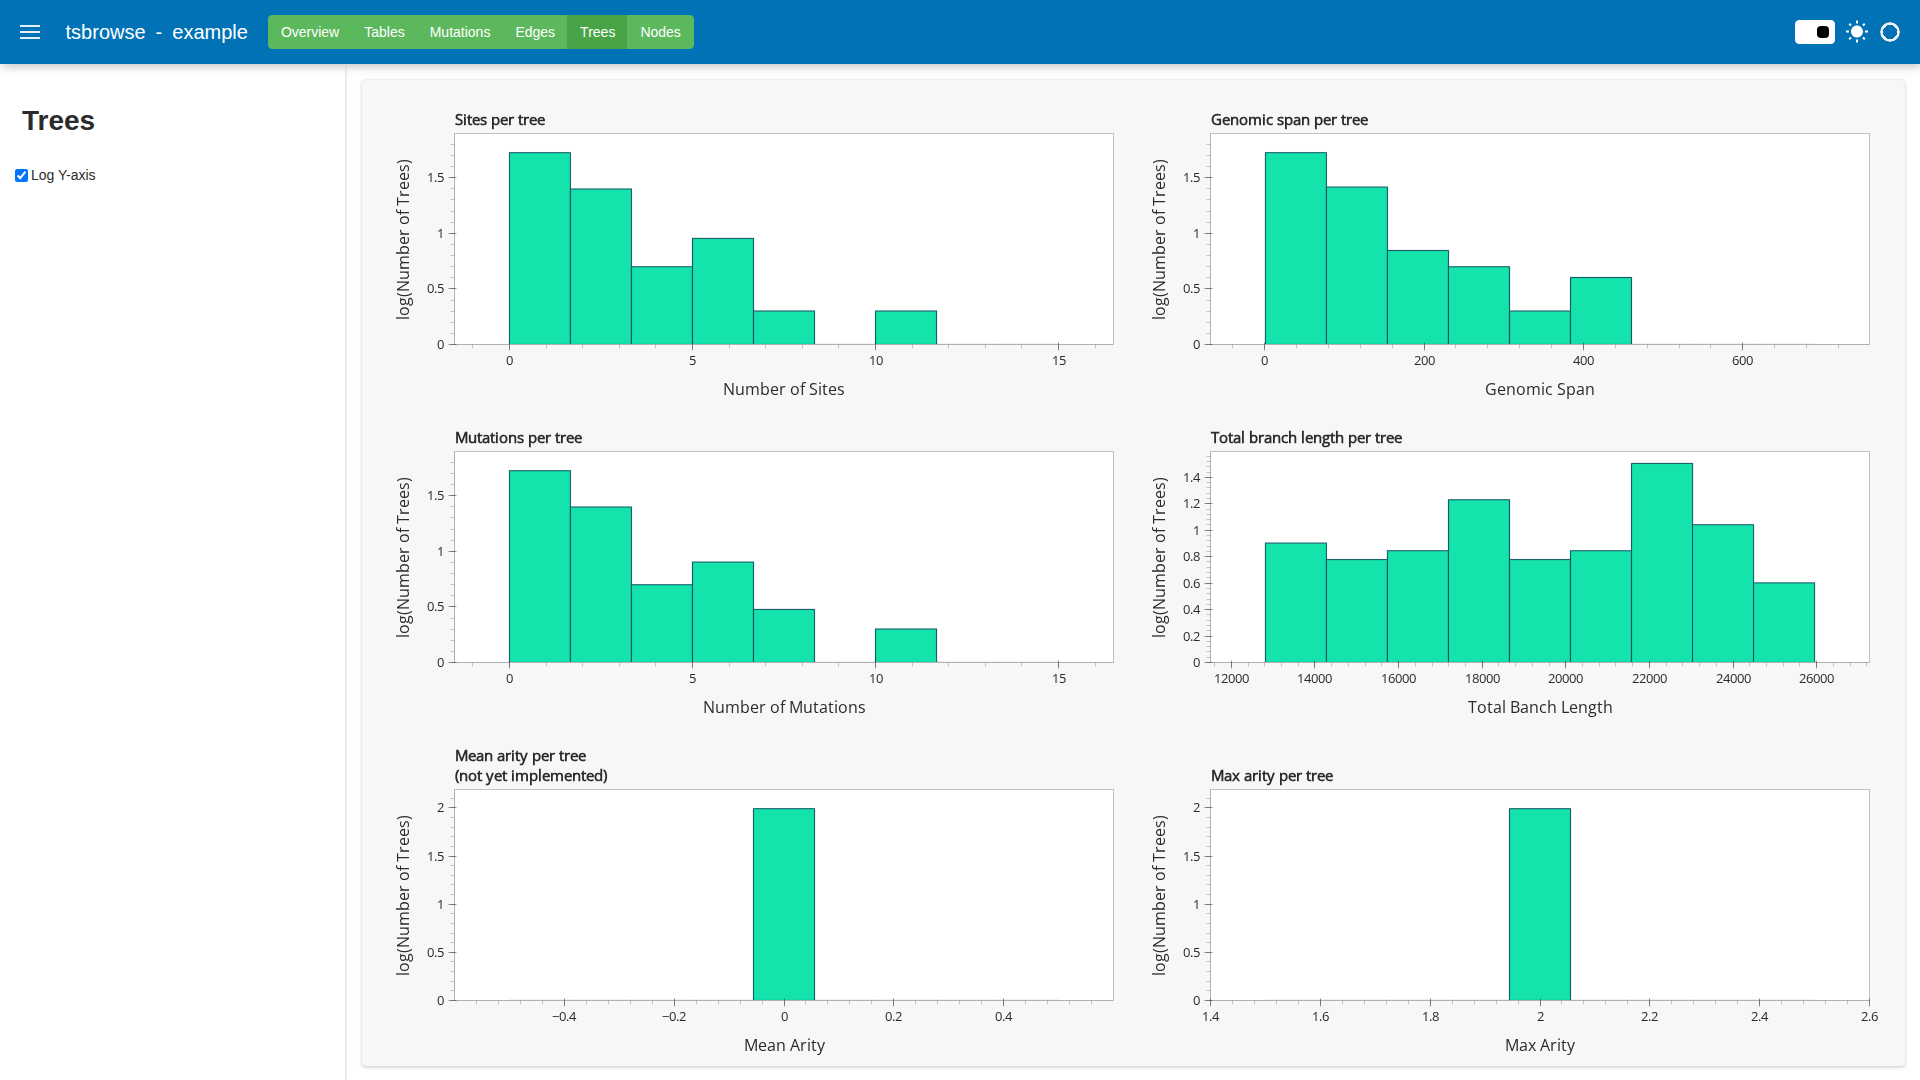 tsbrowse - example
Overview Tables Mutations Edges Trees Nodes
Trees
Log Y-axis
Sites per tree
log(Number of Trees)
1.5
1
0.5
0
0 5 10 15
Number of Sites
Genomic span per tree
log(Number of Trees)
1.5
1
0.5
0
0 200 400 600
Genomic Span
Mutations per tree
log(Number of Trees)
1.5
1
0.5
0
0 5 10 15
Number of Mutations
Total branch length per tree
log(Number of Trees)
1.4
1.2
1
0.8
0.6
0.4
0.2
0
12000 14000 16000 18000 20000 22000 24000 26000
Total Banch Length
Mean arity per tree
(not yet implemented)
log(Number of Trees)
2
1.5
1
0.5
0
−0.4 −0.2 0 0.2 0.4
Mean Arity
Max arity per tree
log(Number of Trees)
2
1.5
1
0.5
0
1.4 1.6 1.8 2 2.2 2.4 2.6
Max Arity